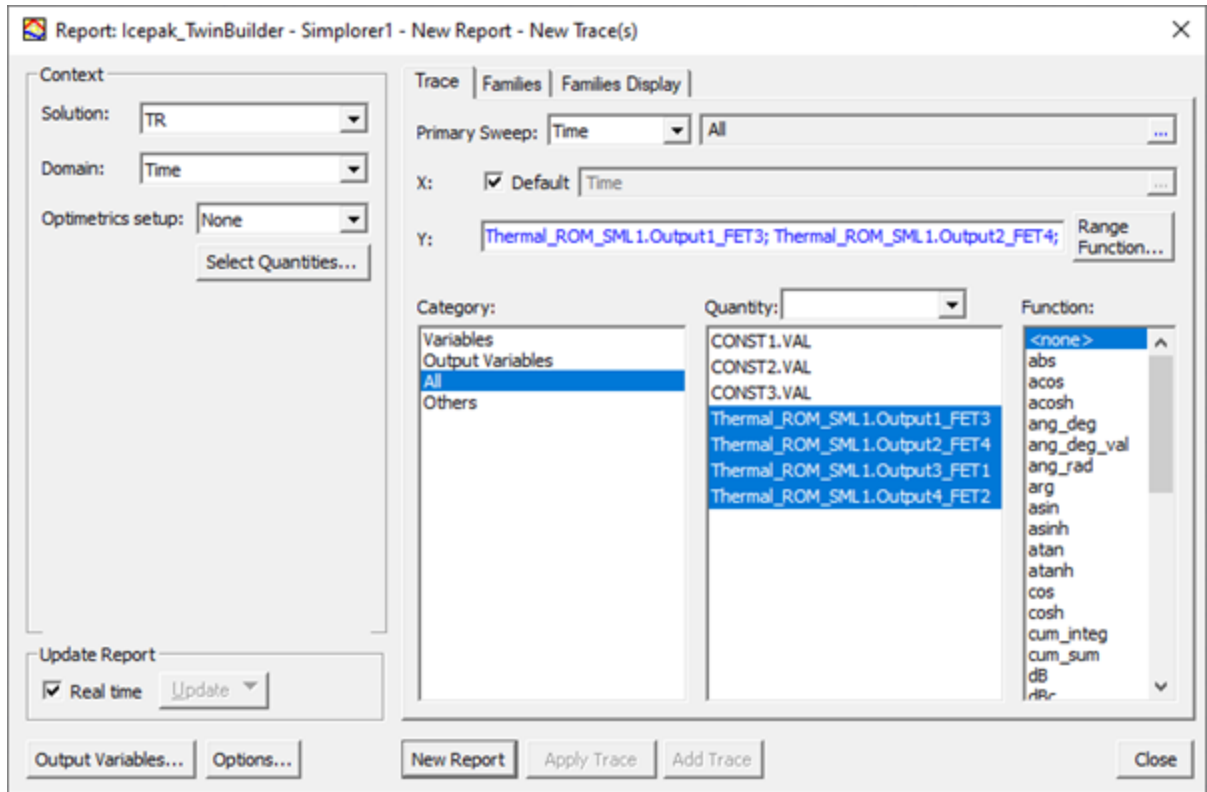 Report: Icepak_TwinBuilder - Simplorer1 - New Report - New Trace(s)
Context
Solution: TR
Domain: Time
Optimetrics setup: None
Select Quantities...
Update Report
Real time Update
Output Variables... Options...
Trace Families Families Display
Primary Sweep: Time All ...
X: Default Time ...
Y: Thermal_ROM_SML1.Output1_FET3; Thermal_ROM_SML1.Output2_FET4; Range Function...
Category:
Variables
Output Variables
All
Others
Quantity:
CONST1.VAL
CONST2.VAL
CONST3.VAL
Thermal_ROM_SML1.Output1_FET3
Thermal_ROM_SML1.Output2_FET4
Thermal_ROM_SML1.Output3_FET1
Thermal_ROM_SML1.Output4_FET2
Function:
<none>
abs
acos
acosh
ang_deg
ang_deg_val
ang_rad
arg
asin
asinh
atan
atanh
cos
cosh
cum_integ
cum_sum
dB
dBc
New Report Apply Trace Add Trace Close